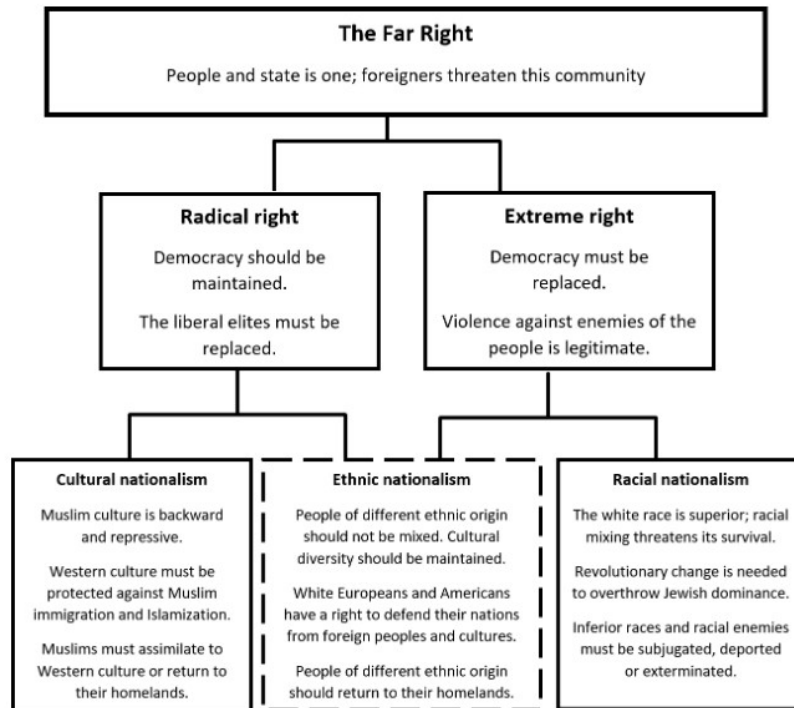 The Far Right
People and state is one; foreigners threaten this community
Radical right
Democracy should be
maintained.
The liberal elites must be
replaced.
Extreme right
Democracy must be
replaced.
Violence against enemies of the
people is legitimate.
Cultural nationalism
Muslim culture is backward
and repressive.
Western culture must be
protected against Muslim
immigration and Islamization.
Muslims must assimilate to
Western culture or return to
their homelands.
Ethnic nationalism
People of different ethnic origin
should not be mixed. Cultural
diversity should be maintained.
White Europeans and Americans
have a right to defend their nations
from foreign peoples and cultures.
People of different ethnic origin
should return to their homelands.
Racial nationalism
The white race is superior; racial
mixing threatens its survival.
Revolutionary change is needed
to overthrow Jewish dominance.
Inferior races and racial enemies
must be subjugated, deported
or exterminated.